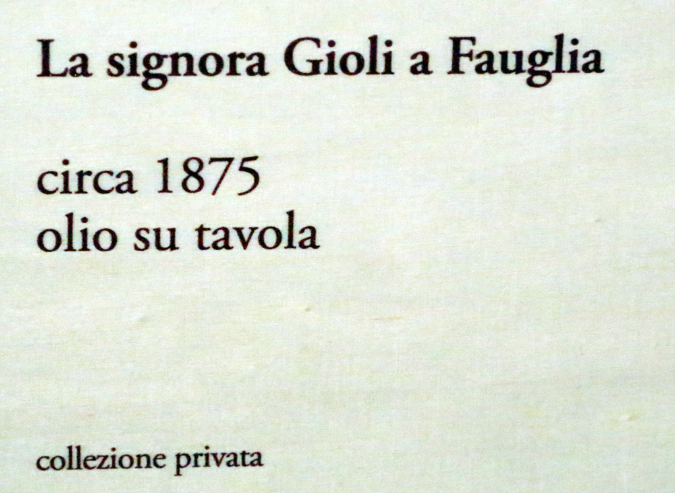 La signora Gioli a Fauglia
circa 1875
olio su tavola
collezione privata